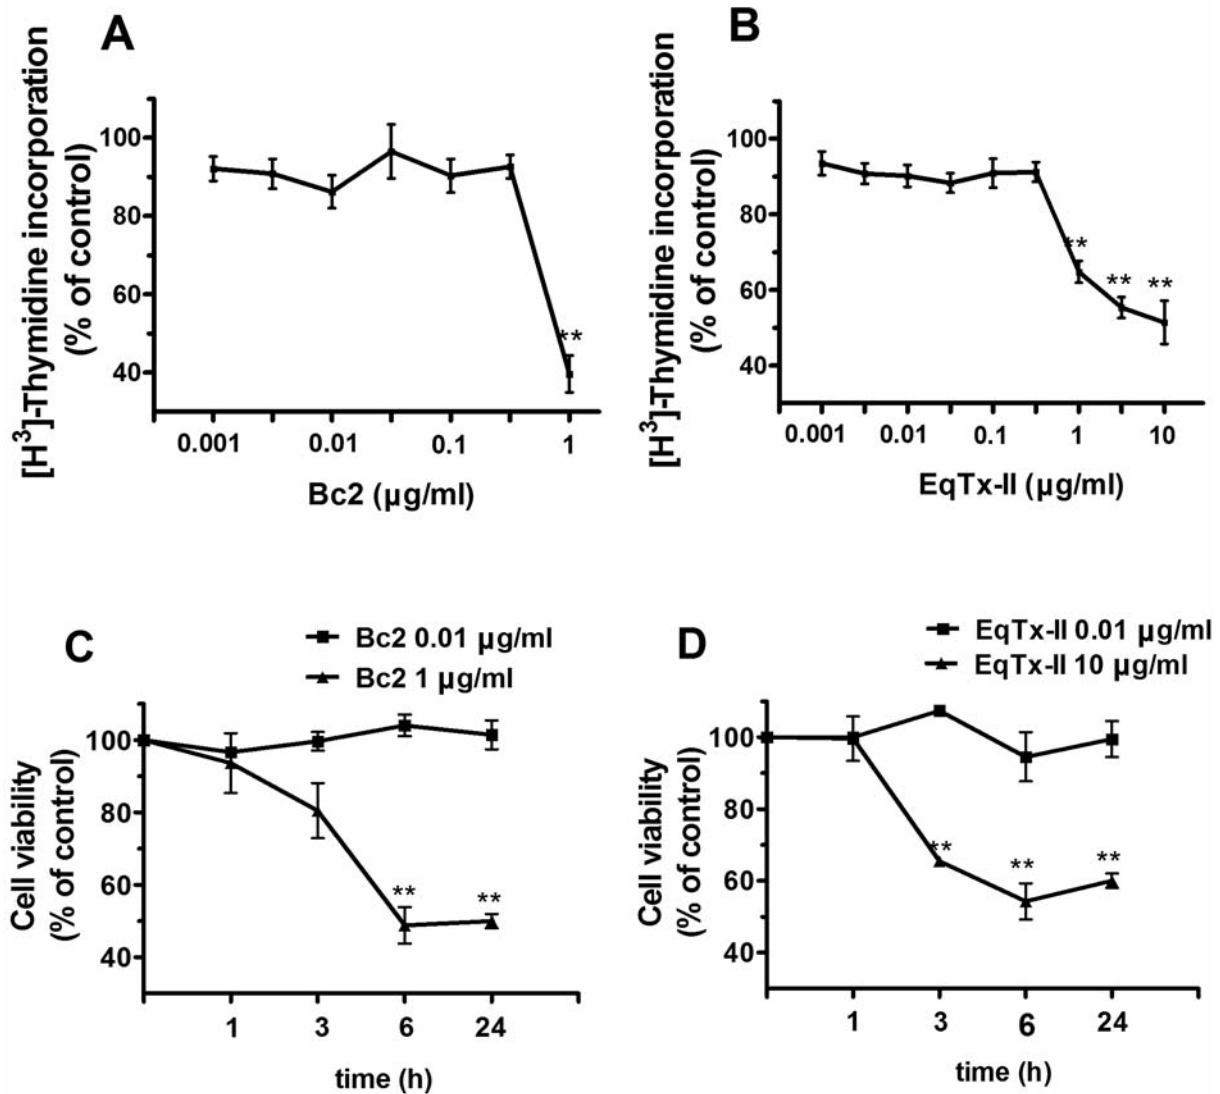 A
[H³]-Thymidine incorporation
(% of control)
100
80
60
40
**
0.001 0.01 0.1 1
Bc2 (µg/ml)
B
[H³]-Thymidine incorporation
(% of control)
100
80
60
40
** ** **
0.001 0.01 0.1 1 10
EqTx-II (µg/ml)
C
Bc2 0.01 µg/ml
Bc2 1 µg/ml
Cell viability
(% of control)
100
80
60
40
** **
1 3 6 24
time (h)
D
EqTx-II 0.01 µg/ml
EqTx-II 10 µg/ml
Cell viability
(% of control)
100
80
60
40
** ** **
1 3 6 24
time (h)